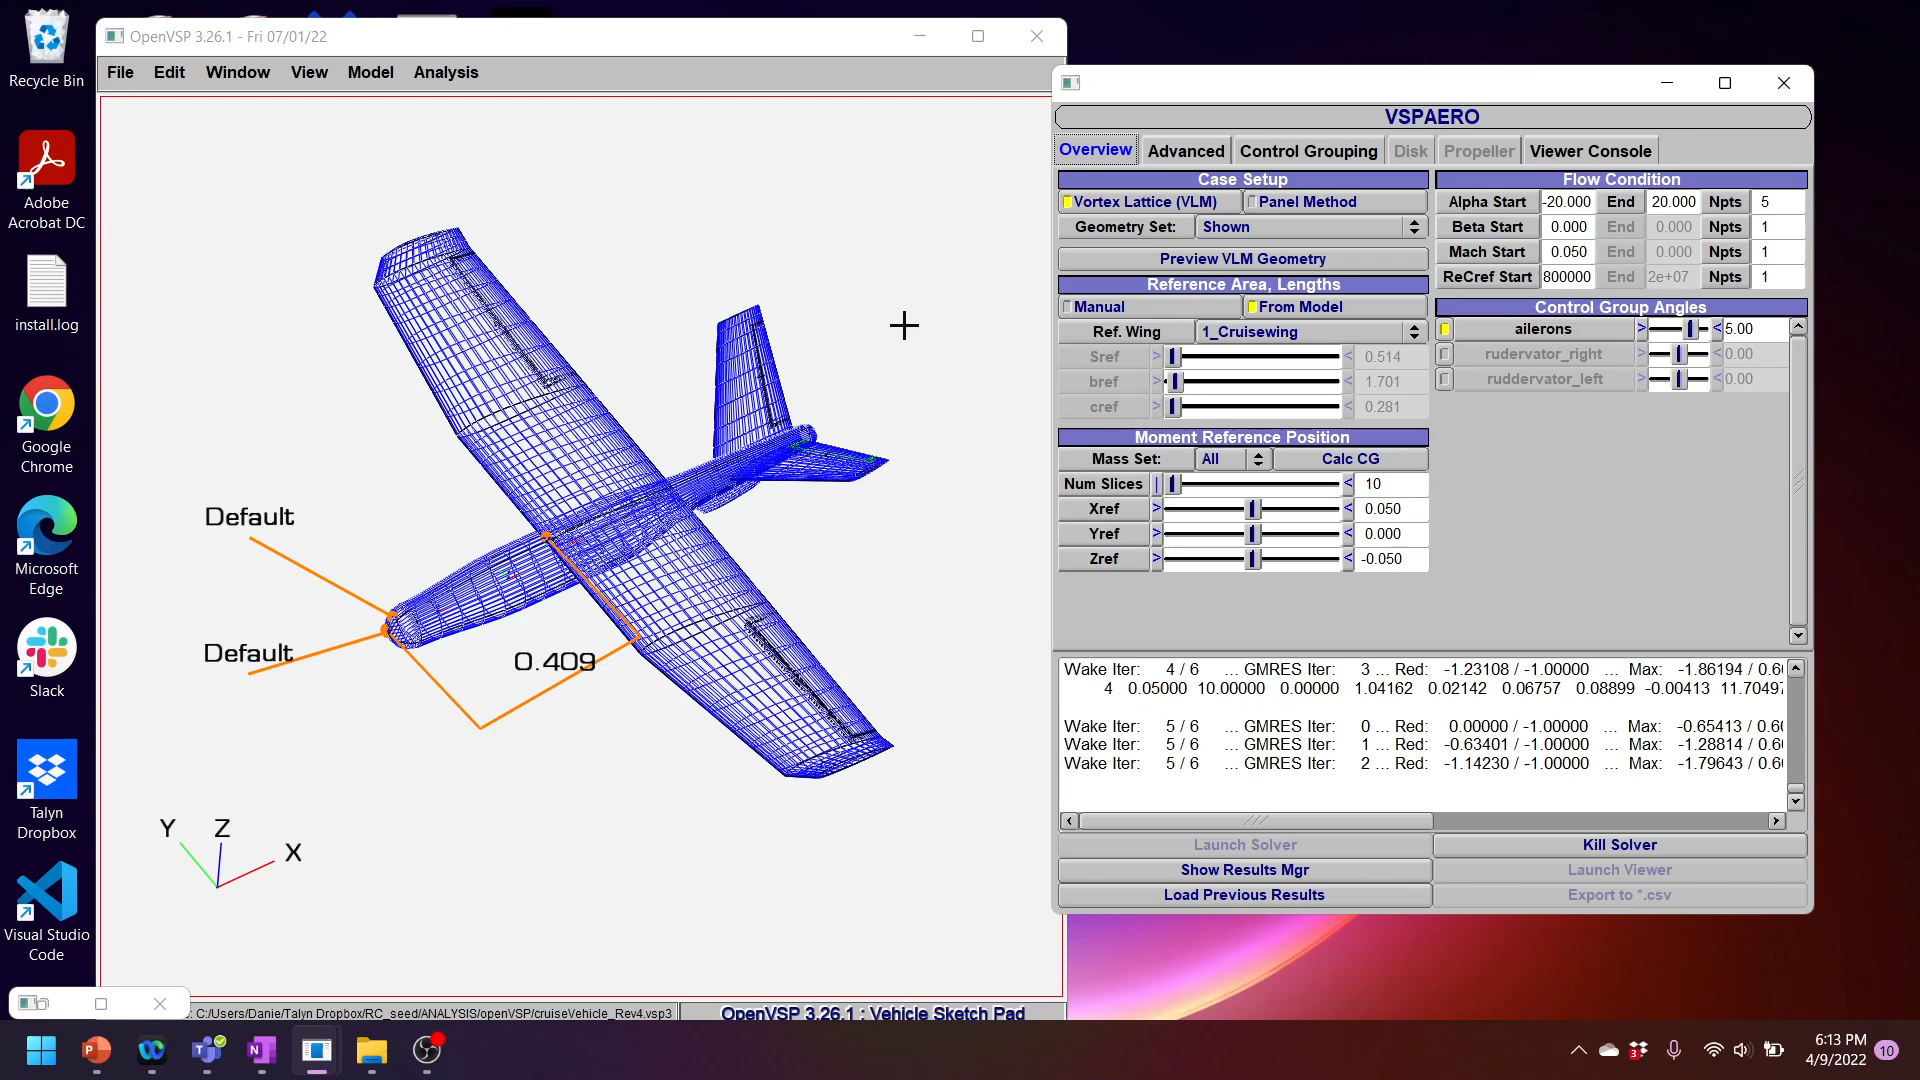 Recycle Bin
Adobe
Acrobat DC
install.log
Google
Chrome
Microsoft
Edge
Slack
Talyn
Dropbox
Visual Studio
Code
OpenVSP 3.26.1 - Fri 07/01/22
File Edit Window View Model Analysis
Default
Default
0.409
Y Z X
: C:/Users/Danie/Talyn Dropbox/RC_seed/ANALYSIS/openVSP/cruiseVehicle_Rev4.vsp3
OpenVSP 3.26.1 : Vehicle Sketch Pad
VSPAERO
Overview Advanced Control Grouping Disk Propeller Viewer Console
Case Setup
Vortex Lattice (VLM) Panel Method
Geometry Set: Shown
Preview VLM Geometry
Reference Area, Lengths
Manual From Model
Ref. Wing 1_Cruisewing
Sref > < 0.514
bref > < 1.701
cref > < 0.281
Moment Reference Position
Mass Set: All Calc CG
Num Slices | < 10
Xref > < 0.050
Yref > < 0.000
Zref > < -0.050
Flow Condition
Alpha Start -20.000 End 20.000 Npts 5
Beta Start 0.000 End 0.000 Npts 1
Mach Start 0.050 End 0.000 Npts 1
ReCref Start 800000 End 2e+07 Npts 1
Control Group Angles
ailerons > < 5.00
rudervator_right > < 0.00
ruddervator_left > < 0.00
Wake Iter: 4 / 6 ... GMRES Iter: 3 ... Red: -1.23108 / -1.00000 ... Max: -1.86194 / 0.60
4 0.05000 10.00000 0.00000 1.04162 0.02142 0.06757 0.08899 -0.00413 11.70497
Wake Iter: 5 / 6 ... GMRES Iter: 0 ... Red: 0.00000 / -1.00000 ... Max: -0.65413 / 0.60
Wake Iter: 5 / 6 ... GMRES Iter: 1 ... Red: -0.63401 / -1.00000 ... Max: -1.28814 / 0.60
Wake Iter: 5 / 6 ... GMRES Iter: 2 ... Red: -1.14230 / -1.00000 ... Max: -1.79643 / 0.60
Launch Solver Kill Solver
Show Results Mgr Launch Viewer
Load Previous Results Export to *.csv
6:13 PM
4/9/2022
10
3